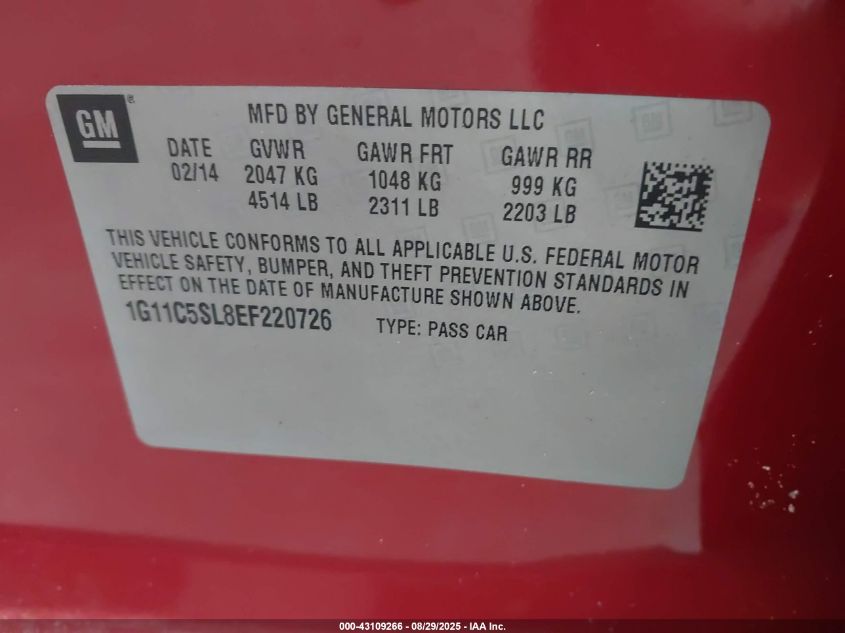 GM
MFD BY GENERAL MOTORS LLC
DATE GVWR GAWR FRT GAWR RR
02/14 2047 KG 1048 KG 999 KG
4514 LB 2311 LB 2203 LB
THIS VEHICLE CONFORMS TO ALL APPLICABLE U.S. FEDERAL MOTOR
VEHICLE SAFETY, BUMPER, AND THEFT PREVENTION STANDARDS IN
EFFECT ON THE DATE OF MANUFACTURE SHOWN ABOVE.
1G11C5SL8EF220726 TYPE: PASS CAR
000-43109266 - 08/29/2025 - IAA Inc.